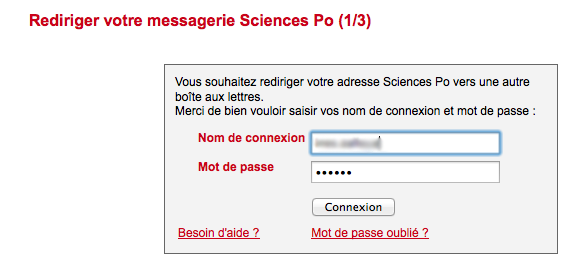 Rediriger votre messagerie Sciences Po (1/3)
Vous souhaitez rediriger votre adresse Sciences Po vers une autre
boîte aux lettres.
Merci de bien vouloir saisir vos nom de connexion et mot de passe :
Nom de connexion
Mot de passe ••••••
Connexion
Besoin d'aide ? Mot de passe oublié ?